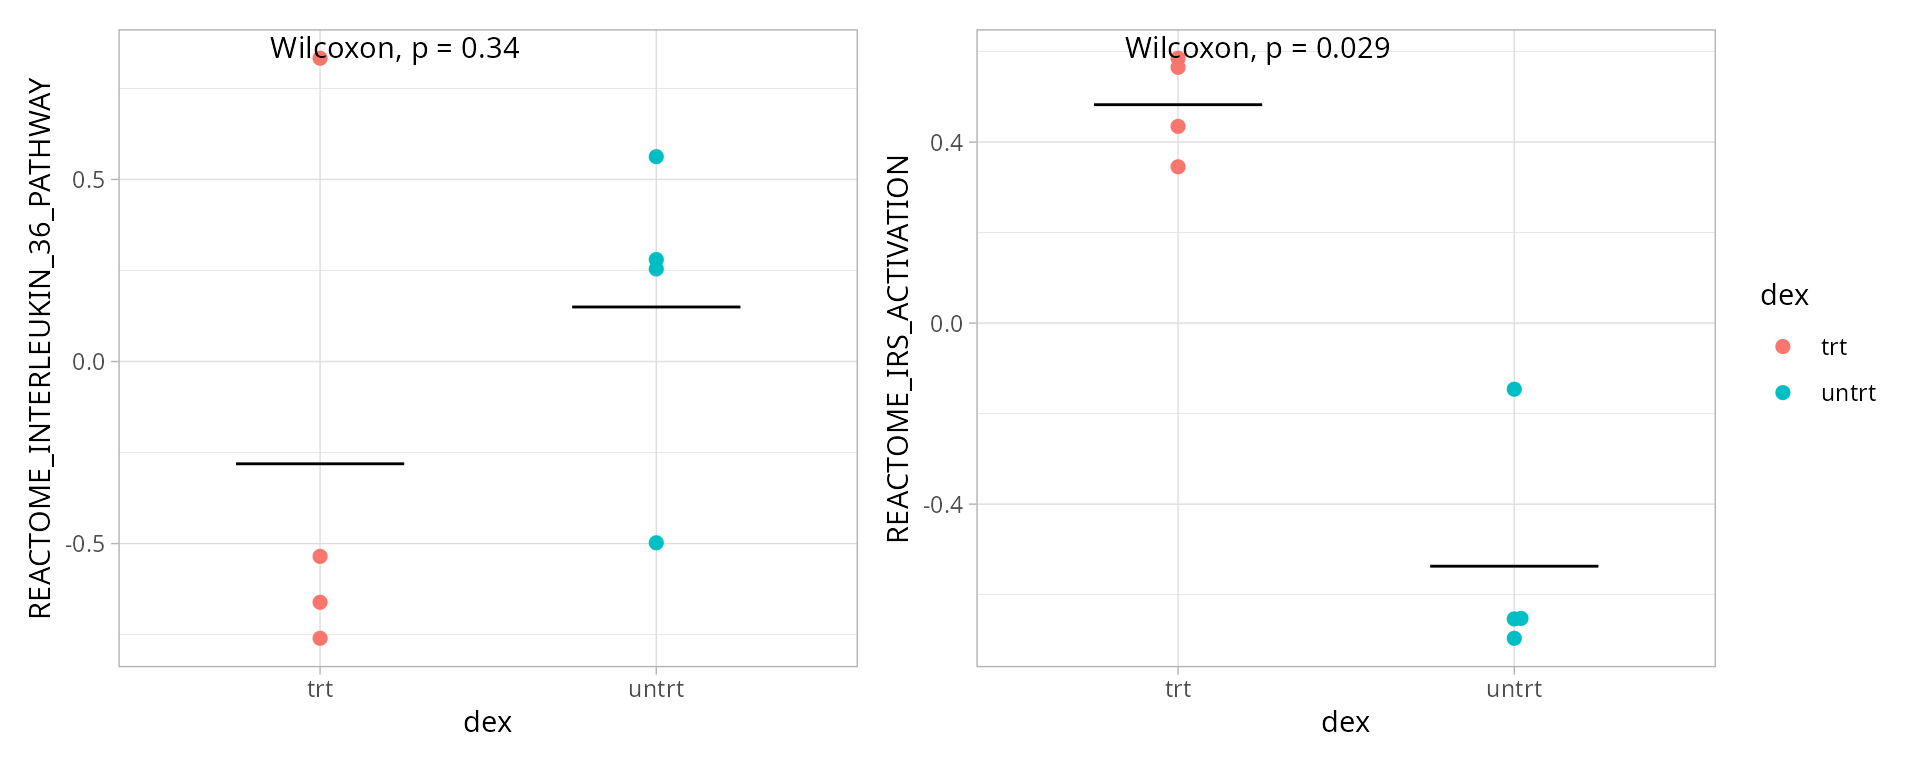 Wilcoxon, p = 0.34
REACTOME_INTERLEUKIN_36_PATHWAY
0.5
0.0
-0.5
trt
untrt
dex
Wilcoxon, p = 0.029
REACTOME_IRS_ACTIVATION
0.4
0.0
-0.4
trt
untrt
dex
dex
trt
untrt